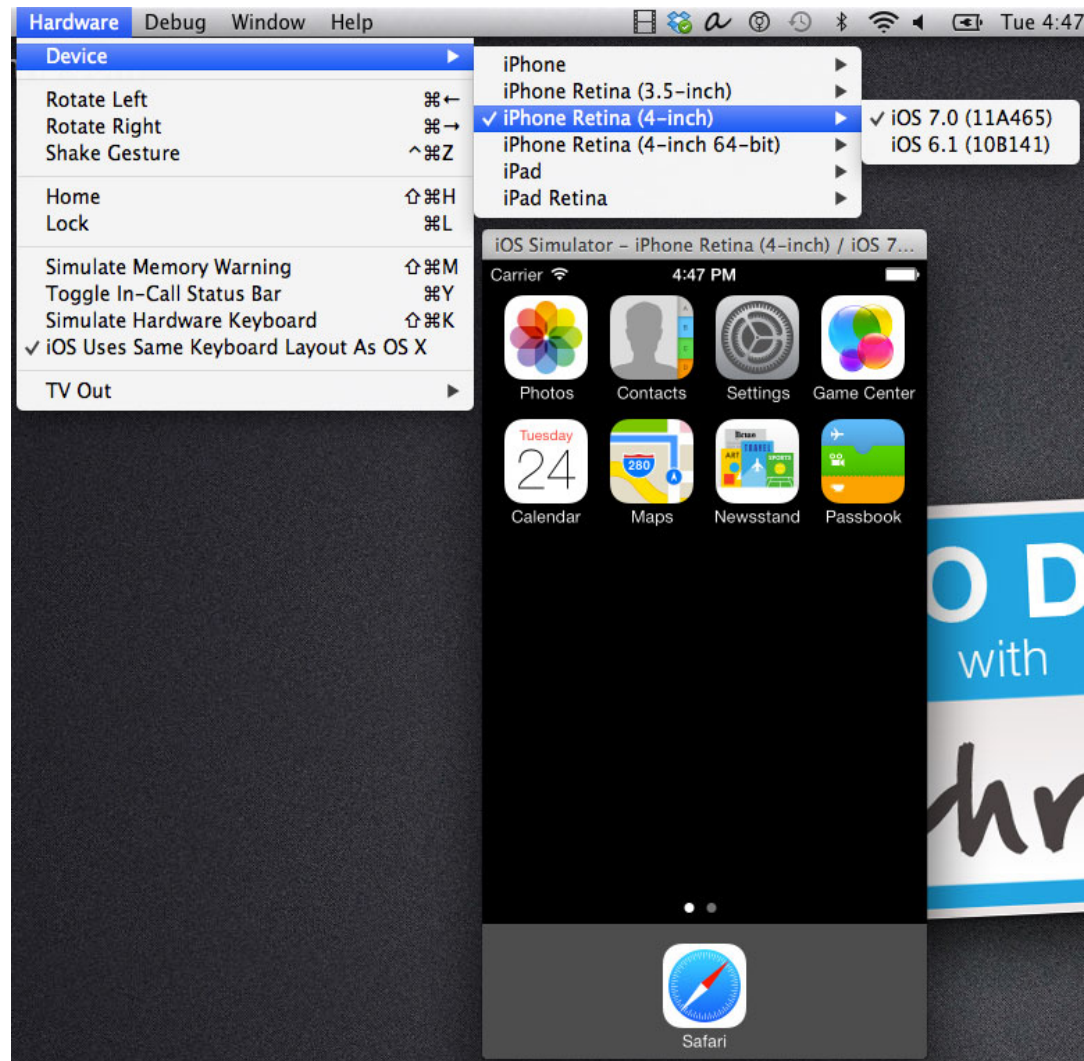 Hardware Debug Window Help Tue 4:47
Device ▶
Rotate Left ⌘←
Rotate Right ⌘→
Shake Gesture ^⌘Z
Home ⇧⌘H
Lock ⌘L
Simulate Memory Warning ⇧⌘M
Toggle In-Call Status Bar ⌘Y
Simulate Hardware Keyboard ⇧⌘K
✓ iOS Uses Same Keyboard Layout As OS X
TV Out ▶
iPhone ▶
iPhone Retina (3.5-inch) ▶
✓ iPhone Retina (4-inch) ▶
iPhone Retina (4-inch 64-bit) ▶
iPad ▶
iPad Retina ▶
✓ iOS 7.0 (11A465)
iOS 6.1 (10B141)
iOS Simulator - iPhone Retina (4-inch) / iOS 7...
Carrier 4:47 PM
Photos Contacts Settings Game Center
Tuesday
24
280
ART TRAVEL SPORTS
Calendar Maps Newsstand Passbook
Safari
O D
with
hr